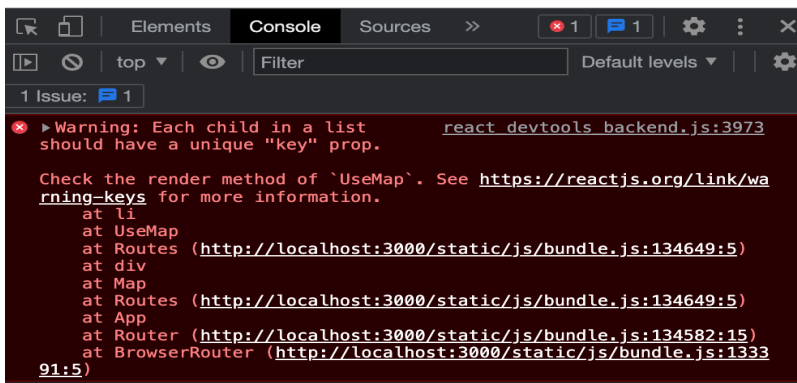 Elements Console Sources >> 1 1
top ▼ Filter Default levels ▼
1 Issue: 1
▶Warning: Each child in a list react_devtools_backend.js:3973
should have a unique "key" prop.
Check the render method of `UseMap`. See https://reactjs.org/link/wa
rning-keys for more information.
at li
at UseMap
at Routes (http://localhost:3000/static/js/bundle.js:134649:5)
at div
at Map
at Routes (http://localhost:3000/static/js/bundle.js:134649:5)
at App
at Router (http://localhost:3000/static/js/bundle.js:134582:15)
at BrowserRouter (http://localhost:3000/static/js/bundle.js:1333
91:5)